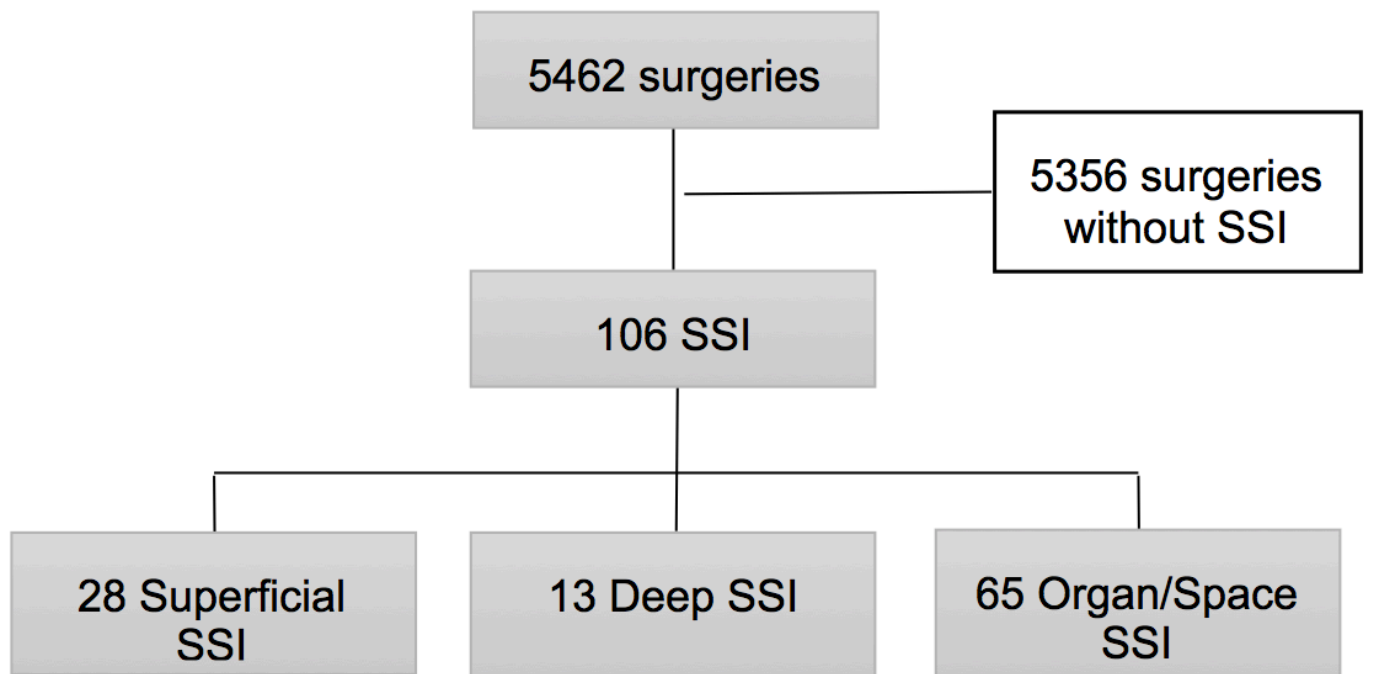 5462 surgeries
5356 surgeries
without SSI
106 SSI
28 Superficial
SSI
13 Deep SSI
65 Organ/Space
SSI